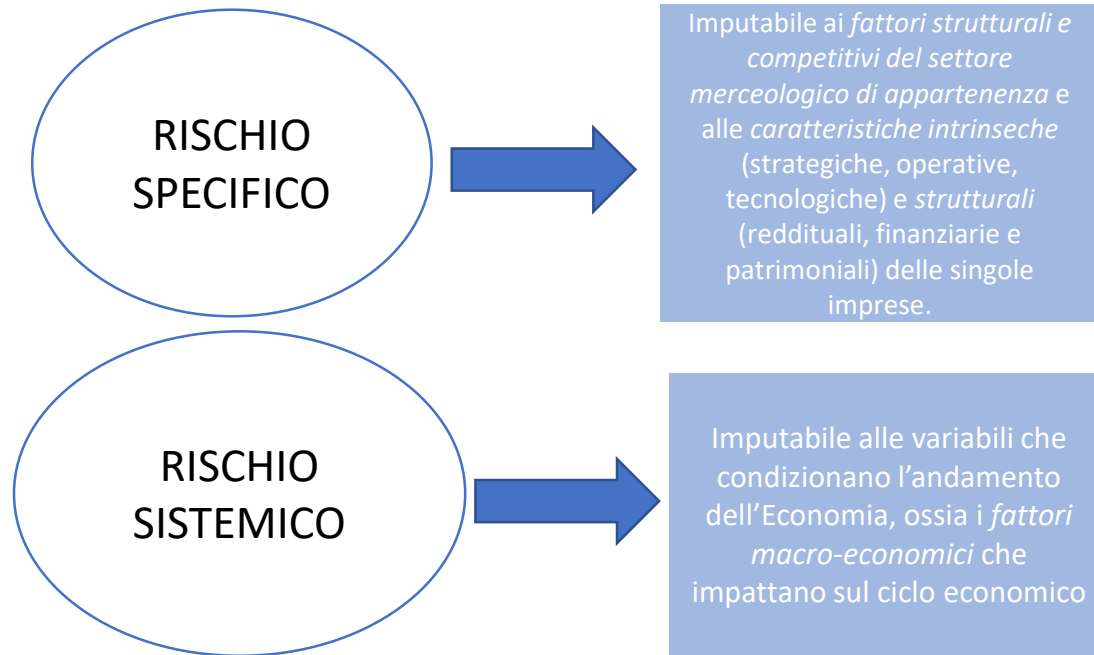 RISCHIO
SPECIFICO
Imputabile ai fattori strutturali e
competitivi del settore
merceologico di appartenenza e
alle caratteristiche intrinseche
(strategiche, operative,
tecnologiche) e strutturali
(reddituali, finanziarie e
patrimoniali) delle singole
imprese.
RISCHIO
SISTEMICO
Imputabile alle variabili che
condizionano l’andamento
dell’Economia, ossia i fattori
macro-economici che
impattano sul ciclo economico